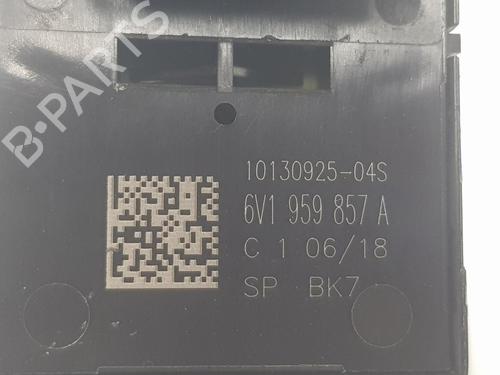 B-PARTS
10130925-04S
6V1 959 857 A
C 1 06/18
SP BK7